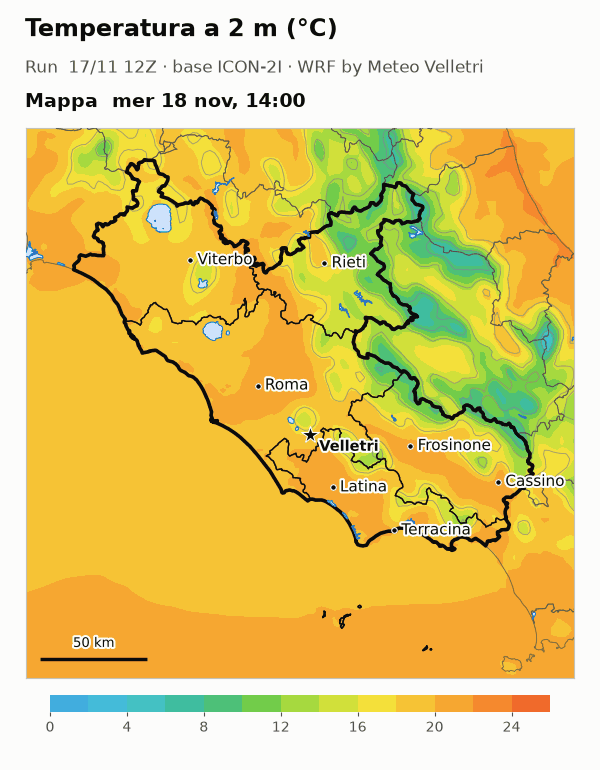 Temperatura a 2 m (°C)
Run  17/11 12Z · base ICON-2I · WRF by Meteo Velletri
Mappa  mer 18 nov, 14:00
Viterbo
Rieti
Roma
Velletri
Frosinone
Latina
Cassino
Terracina
50 km
0 4 8 12 16 20 24